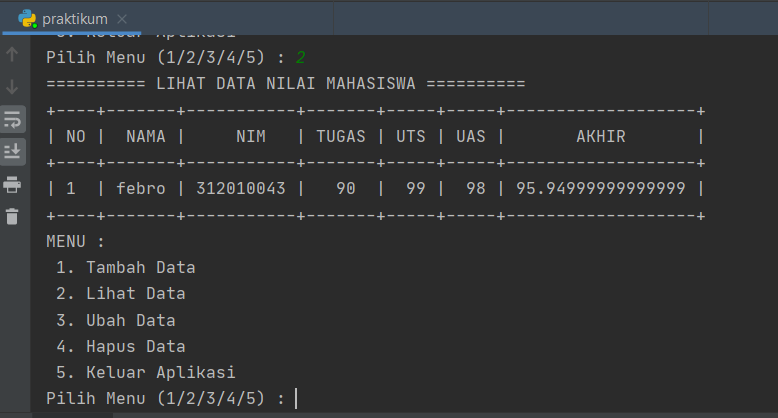 praktikum
Pilih Menu (1/2/3/4/5) : 2
========== LIHAT DATA NILAI MAHASISWA ==========
+----+-------+-----------+-------+-----+-----+-------------------+
| NO |  NAMA |     NIM   | TUGAS | UTS | UAS |       AKHIR       |
+----+-------+-----------+-------+-----+-----+-------------------+
| 1  | febro | 312010043 |   90  |  99 |  98 | 95.94999999999999 |
+----+-------+-----------+-------+-----+-----+-------------------+
MENU :
 1. Tambah Data
 2. Lihat Data
 3. Ubah Data
 4. Hapus Data
 5. Keluar Aplikasi
Pilih Menu (1/2/3/4/5) :